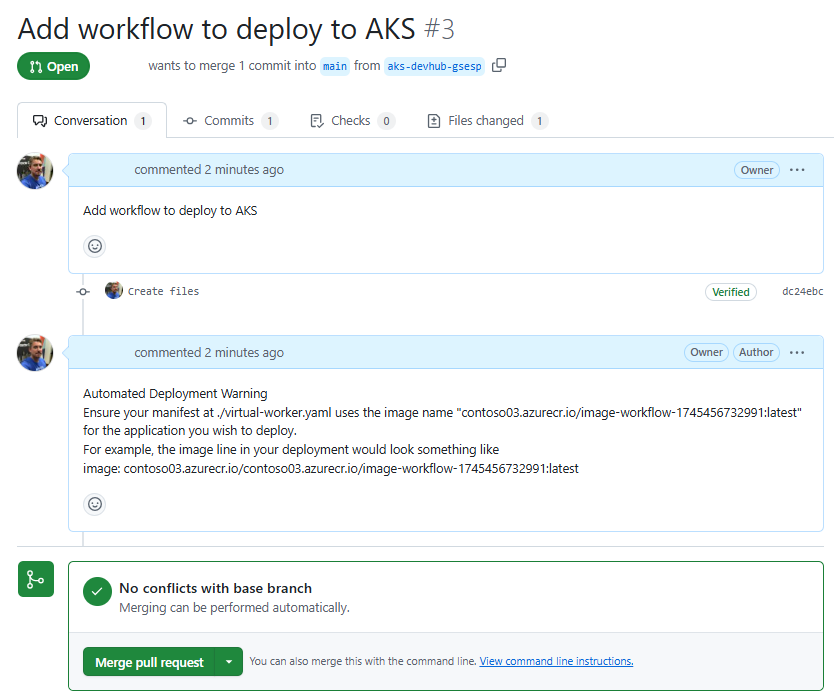 Add workflow to deploy to AKS #3
Open wants to merge 1 commit into main from aks-devhub-gsesp
Conversation 1 Commits 1 Checks 0 Files changed 1
commented 2 minutes ago Owner
Add workflow to deploy to AKS
Create files Verified dc24ebc
commented 2 minutes ago Owner Author
Automated Deployment Warning
Ensure your manifest at ./virtual-worker.yaml uses the image name "contoso03.azurecr.io/image-workflow-1745456732991:latest"
for the application you wish to deploy.
For example, the image line in your deployment would look something like
image: contoso03.azurecr.io/contoso03.azurecr.io/image-workflow-1745456732991:latest
No conflicts with base branch
Merging can be performed automatically.
Merge pull request You can also merge this with the command line. View command line instructions.